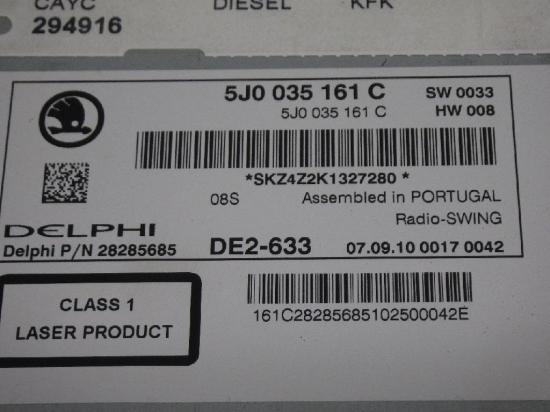 CAYC DIESEL KFK
294916
5J0 035 161 C SW 0033
5J0 035 161 C HW 008
*SKZ4Z2K1327280*
08S Assembled in PORTUGAL
Radio-SWING
DELPHI
Delphi P/N 28285685 DE2-633 07.09.10 0017 0042
CLASS 1
LASER PRODUCT
161C28285685102500042E